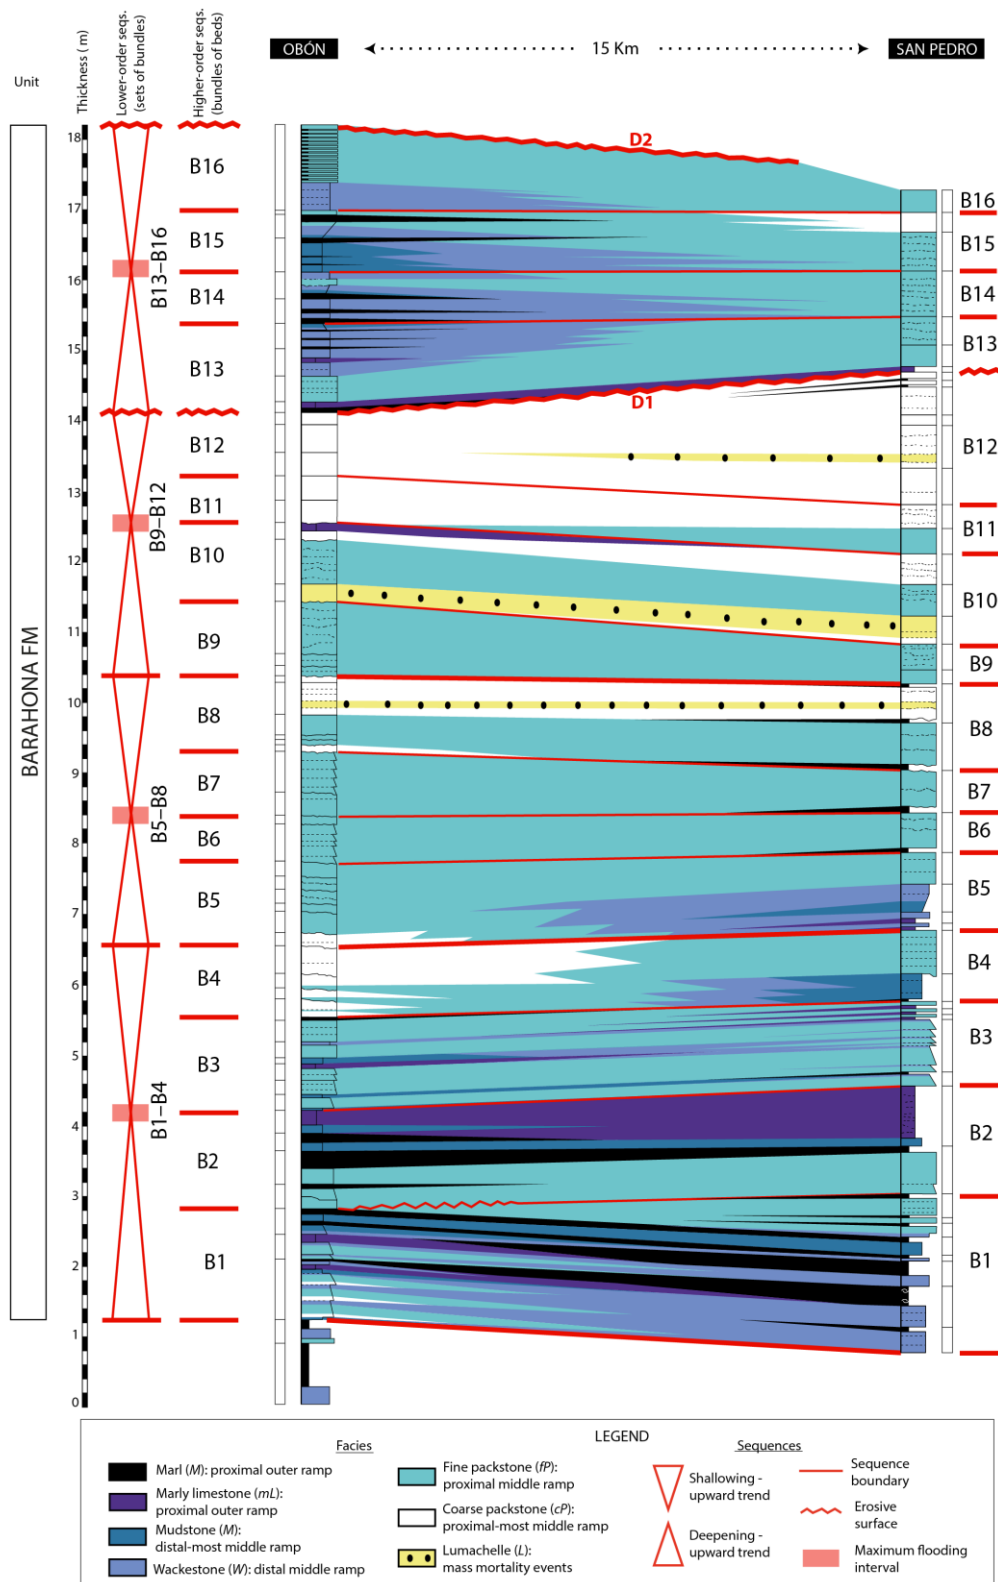 Unit
Thickness ( m)
Lower-order seqs.
(sets of bundles)
Higher-order seqs.
(bundles of beds)
OBÓN
15 Km
SAN PEDRO
BARAHONA FM
18
17
16
15
14
13
12
11
10
9
8
7
6
5
4
3
2
1
0
B13–B16
B9–B12
B5–B8
B1–B4
B16
B15
B14
B13
B12
B11
B10
B9
B8
B7
B6
B5
B4
B3
B2
B1
D2
D1
B16
B15
B14
B13
B12
B11
B10
B9
B8
B7
B6
B5
B4
B3
B2
B1
LEGEND
Facies
Marl (M): proximal outer ramp
Marly limestone (mL):
proximal outer ramp
Mudstone (M):
distal-most middle ramp
Wackestone (W): distal middle ramp
Fine packstone (fP):
proximal middle ramp
Coarse packstone (cP):
proximal-most middle ramp
Lumachelle (L):
mass mortality events
Sequences
Shallowing -
upward trend
Deepening -
upward trend
Sequence
boundary
Erosive
surface
Maximum flooding
interval